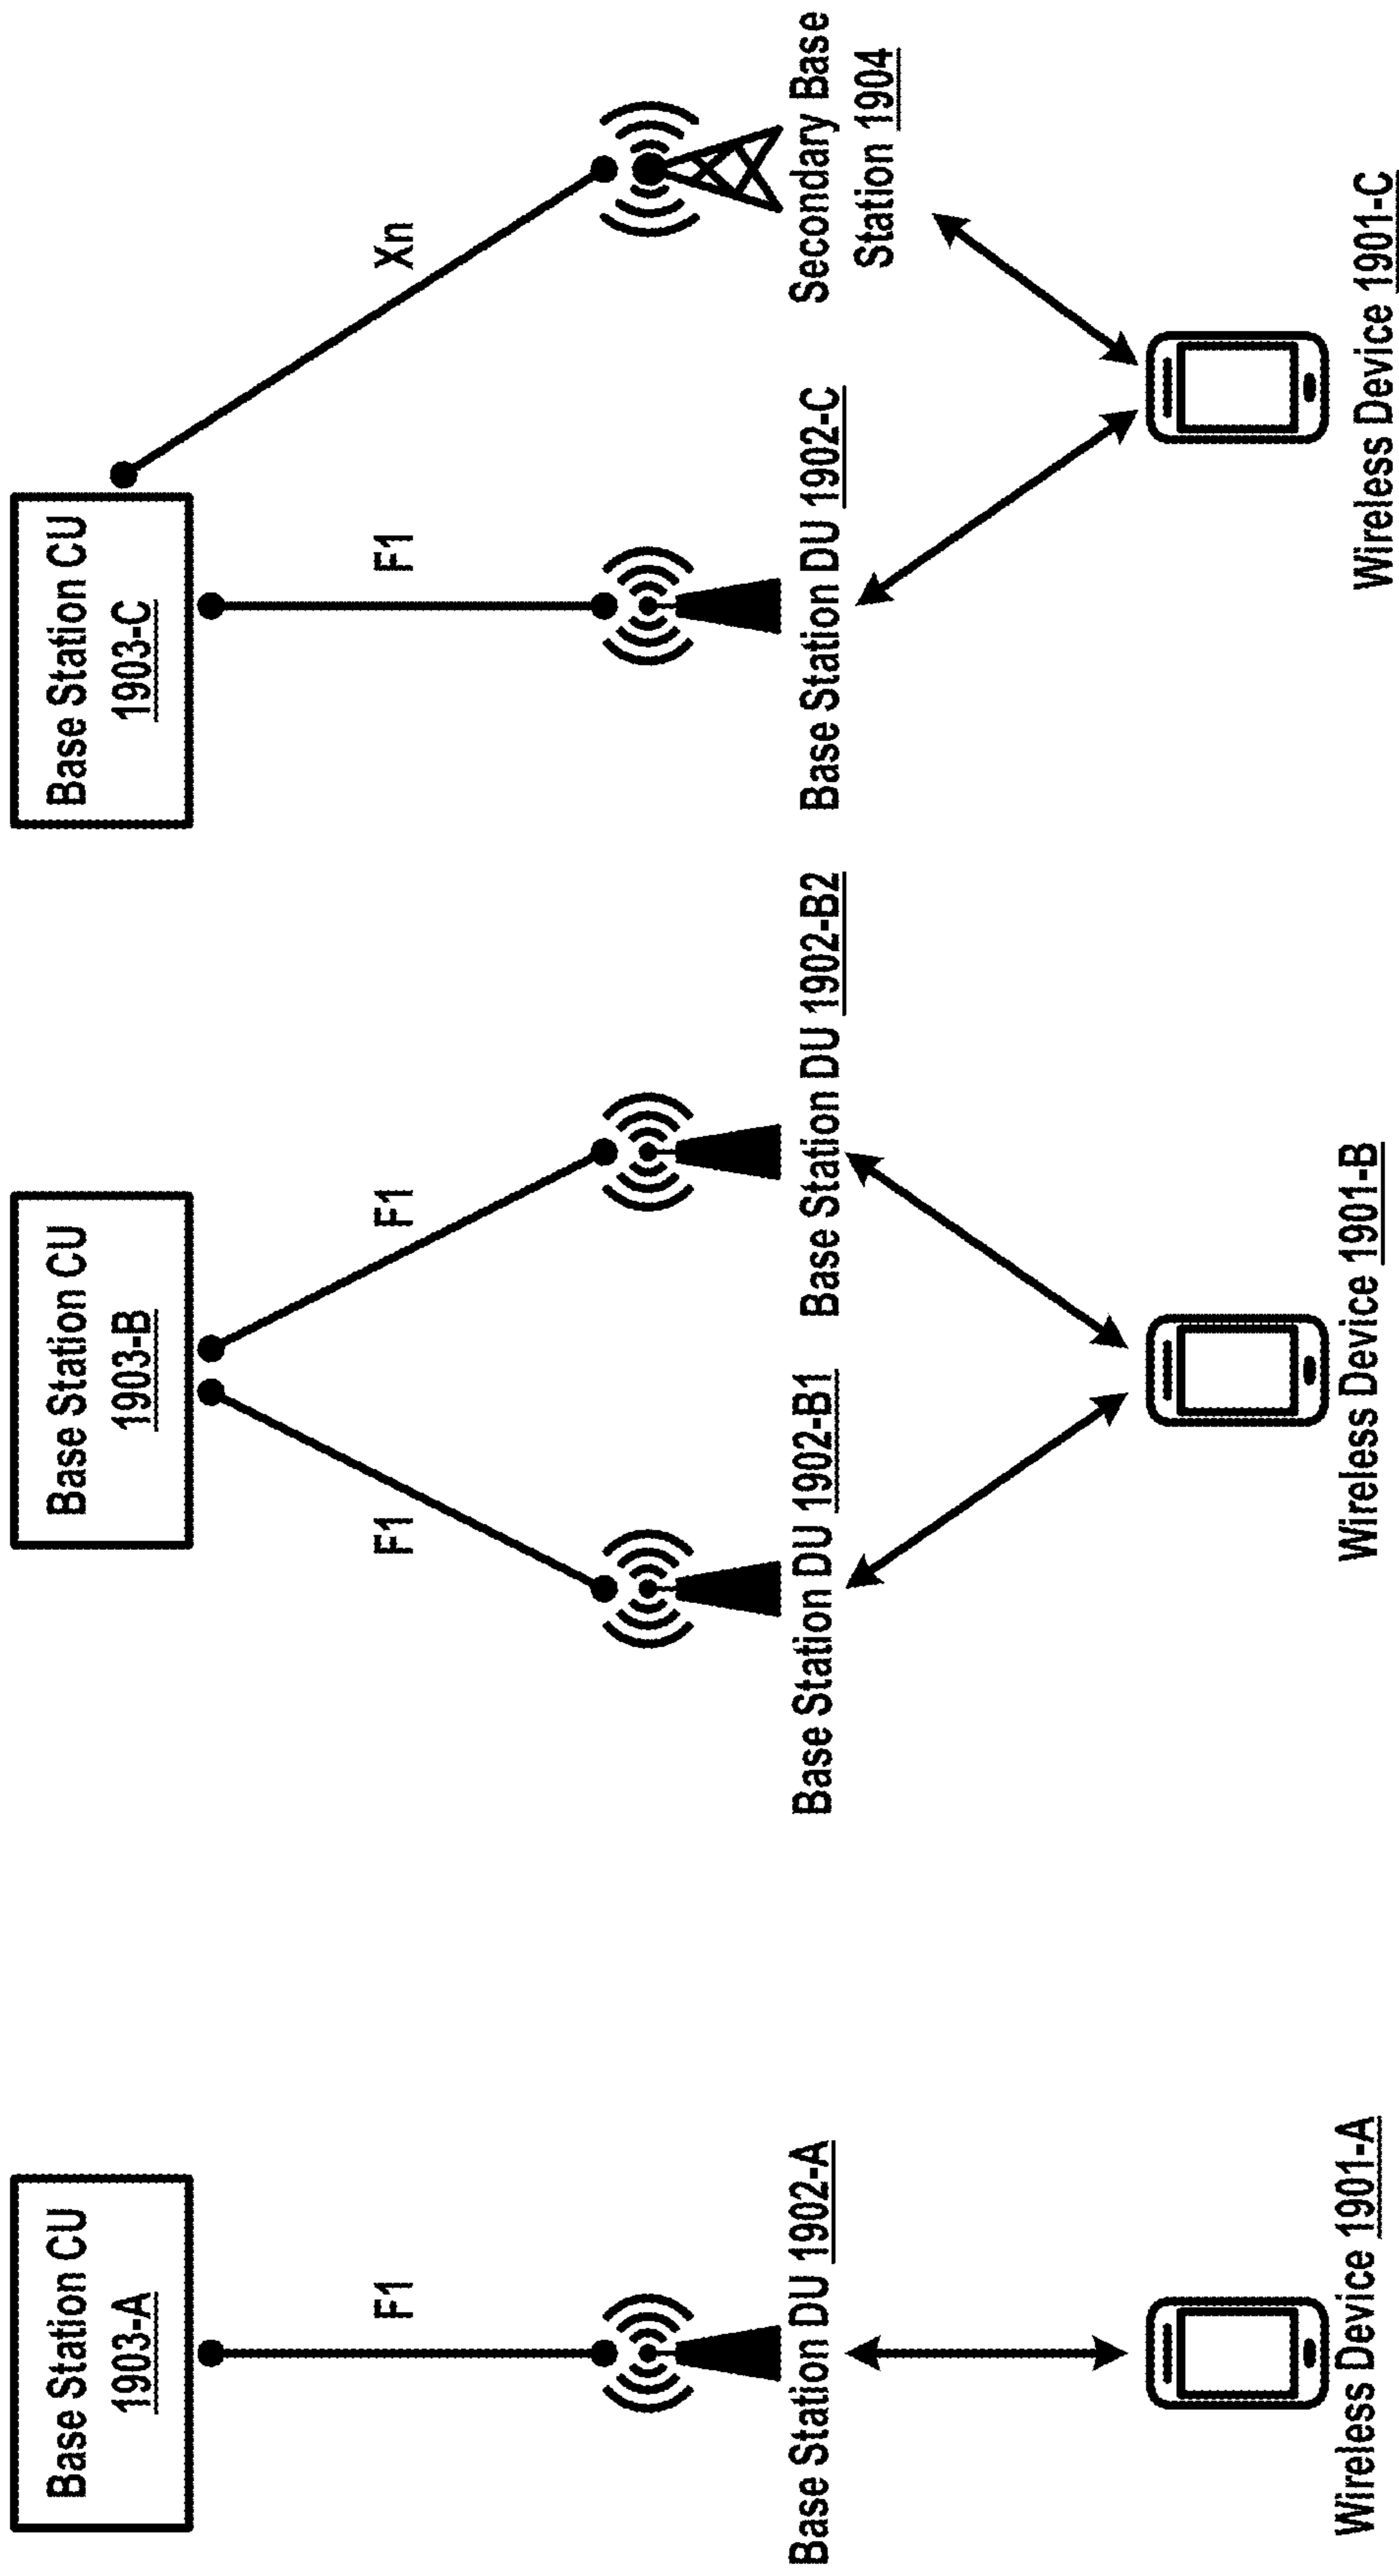 Base Station CU
1903-A
F1
Base Station DU 1902-A
Wireless Device 1901-A
Base Station CU
1903-B
F1
F1
Base Station DU 1902-B1
Base Station DU 1902-B2
Wireless Device 1901-B
Base Station CU
1903-C
F1
Xn
Base Station DU 1902-C
Secondary Base
Station 1904
Wireless Device 1901-C